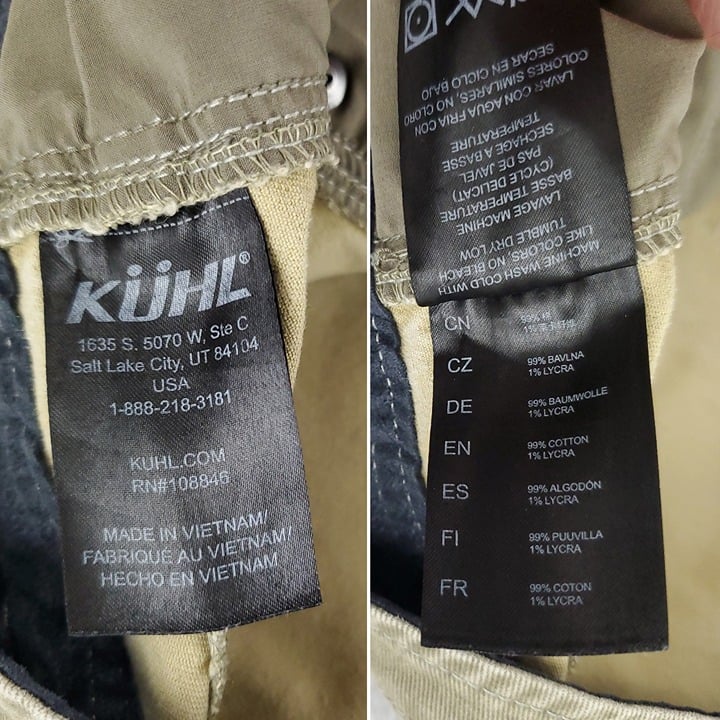 KÜHL®
1635 S. 5070 W, Ste C
Salt Lake City, UT 84104
USA
1-888-218-3181
KUHL.COM
RN#108846
MADE IN VIETNAM/
FABRIQUE AU VIETNAM/
HECHO EN VIETNAM
MACHINE WASH COLD WITH
LIKE COLORS, NO BLEACH
TUMBLE DRY LOW
LAVAGE MACHINE
BASSE TEMPERATURE
(CYCLE DELICAT)
PAS DE JAVEL
SECHAGE A BASSE
TEMPERATURE
LAVAR CON AGUA FRIA CON
COLORES SIMILARES, NO CLORO
SECAR EN CICLO BAJO
CN
CZ 99% BAVLNA
1% LYCRA
DE 99% BAUMWOLLE
1% LYCRA
EN 99% COTTON
1% LYCRA
ES 99% ALGODÓN
1% LYCRA
FI 99% PUUVILLA
1% LYCRA
FR 99% COTON
1% LYCRA